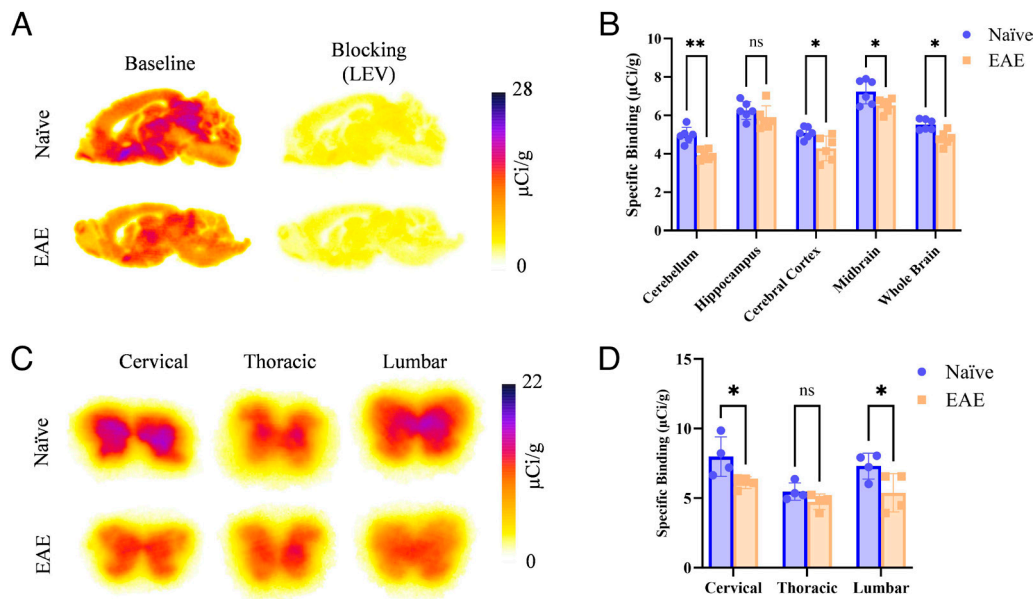 A
Baseline
Blocking
(LEV)
Naïve
EAE
28
µCi/g
0
B
Naïve
EAE
Specific Binding (µCi/g)
10
8
6
4
2
0
**
ns
*
*
*
Cerebellum
Hippocampus
Cerebral Cortex
Midbrain
Whole Brain
C
Cervical
Thoracic
Lumbar
Naïve
EAE
22
µCi/g
0
D
Naïve
EAE
Specific Binding (µCi/g)
15
10
5
0
*
ns
*
Cervical
Thoracic
Lumbar